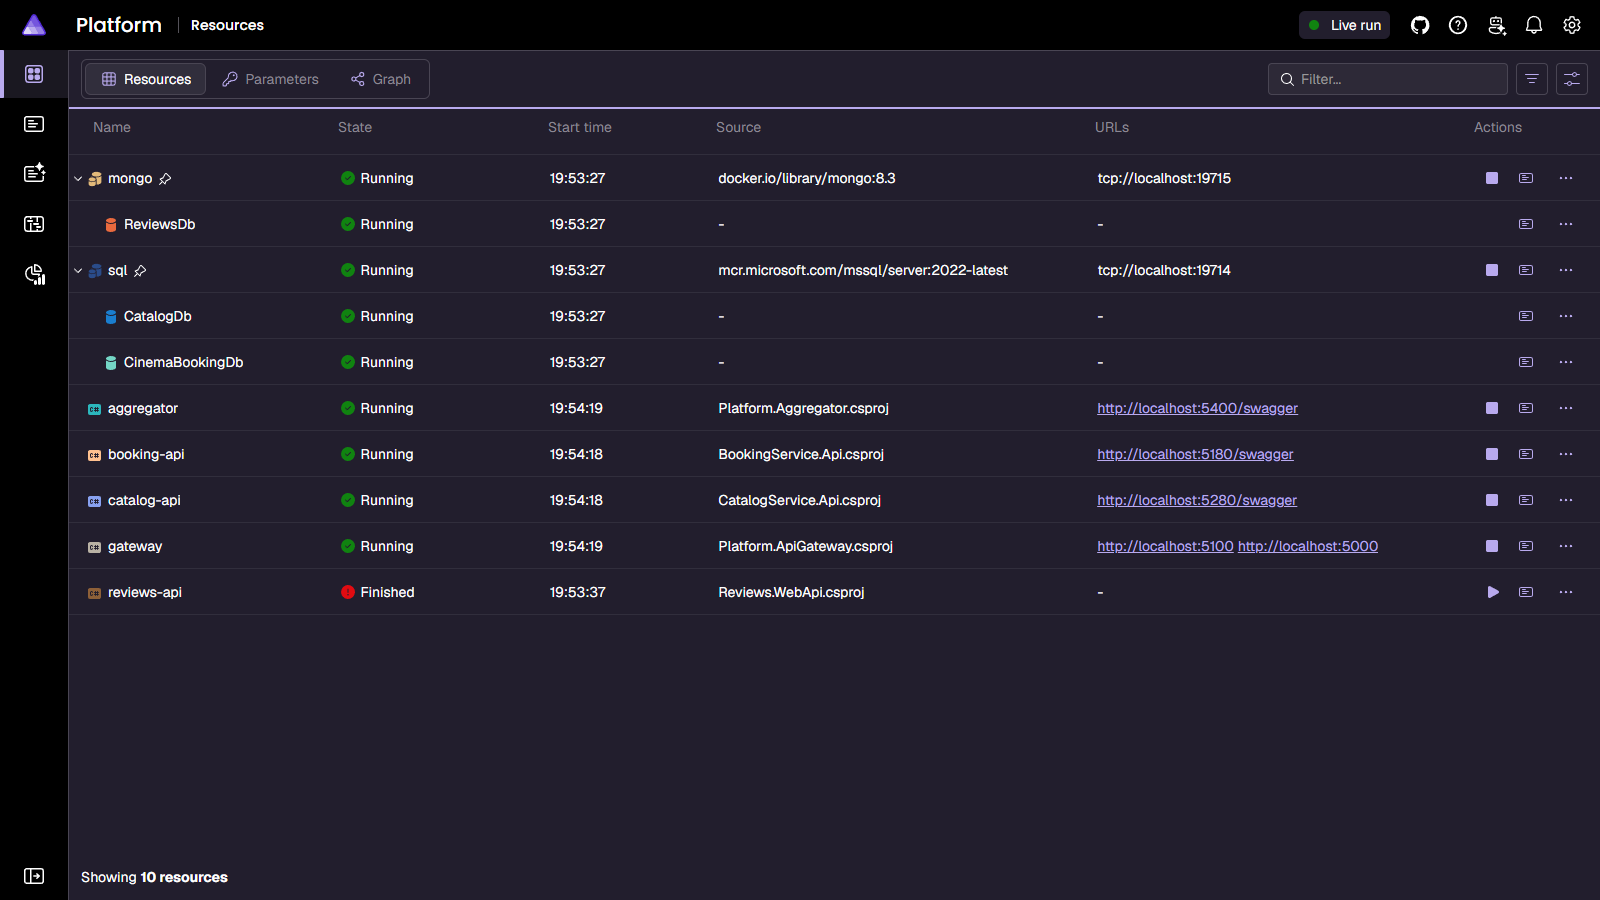 Platform | Resources Live run
Resources Parameters Graph Filter...
Name State Start time Source URLs Actions
mongo Running 19:53:27 docker.io/library/mongo:8.3 tcp://localhost:19715
ReviewsDb Running 19:53:27 - -
sql Running 19:53:27 mcr.microsoft.com/mssql/server:2022-latest tcp://localhost:19714
CatalogDb Running 19:53:27 - -
CinemaBookingDb Running 19:53:27 - -
aggregator Running 19:54:19 Platform.Aggregator.csproj http://localhost:5400/swagger
booking-api Running 19:54:18 BookingService.Api.csproj http://localhost:5180/swagger
catalog-api Running 19:54:18 CatalogService.Api.csproj http://localhost:5280/swagger
gateway Running 19:54:19 Platform.ApiGateway.csproj http://localhost:5100 http://localhost:5000
reviews-api Finished 19:53:37 Reviews.WebApi.csproj -
Showing 10 resources